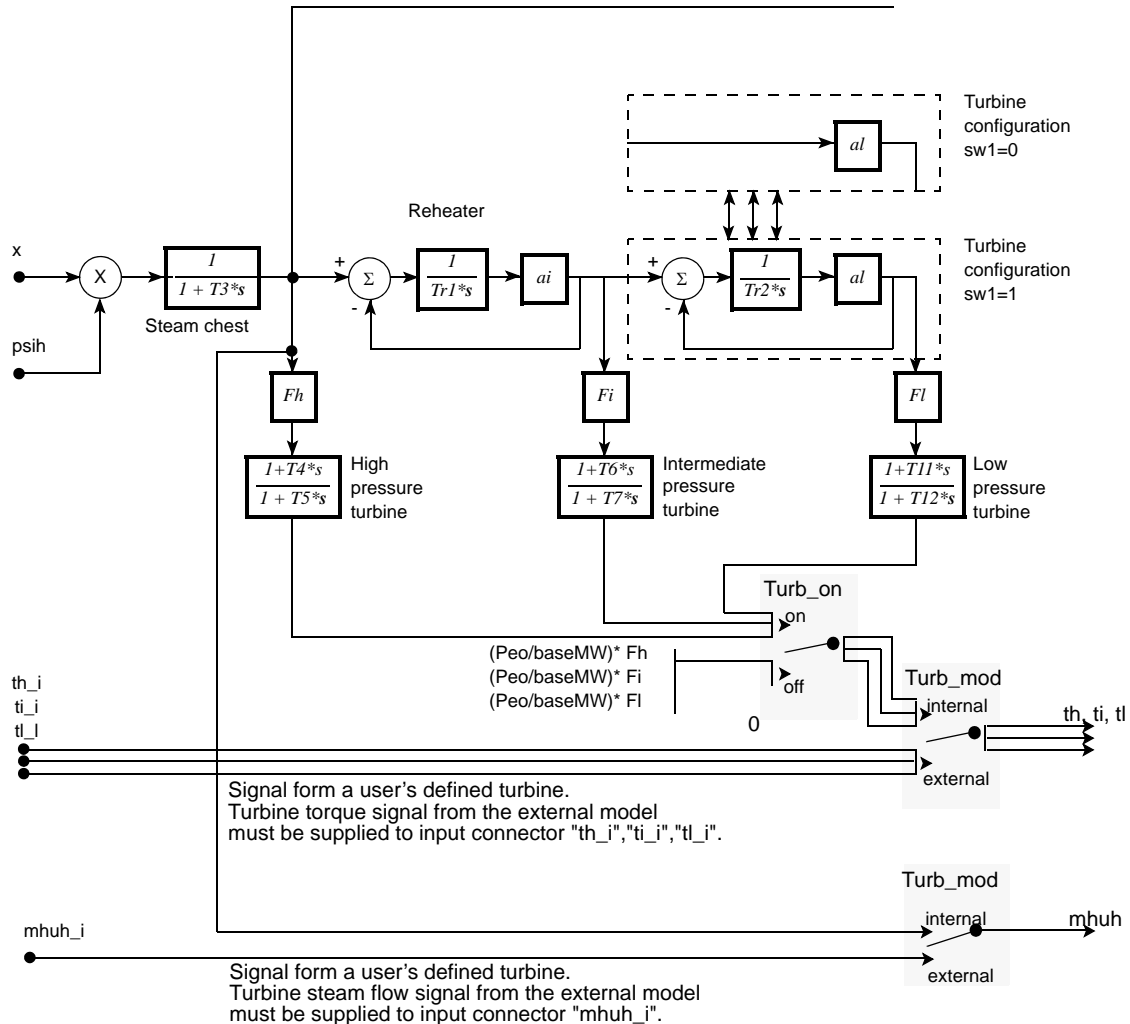 Turbine
configuration
sw1=0
al
Reheater
Turbine
configuration
sw1=1
x
X
1
1 + T3*s
Steam chest
+
Σ
-
1
Tr1*s
ai
+
Σ
-
1
Tr2*s
al
psih
Fh
Fi
Fl
1+T4*s
1 + T5*s
High
pressure
turbine
1+T6*s
1 + T7*s
Intermediate
pressure
turbine
1+T11*s
1 + T12*s
Low
pressure
turbine
Turb_on
on
off
(Peo/baseMW)* Fh
(Peo/baseMW)* Fi
(Peo/baseMW)* Fl
0
Turb_mod
internal
external
th, ti, tl
th_i
ti_i
tl_l
Signal form a user's defined turbine.
Turbine torque signal from the external model
must be supplied to input connector "th_i","ti_i","tl_i".
Turb_mod
internal
external
mhuh
mhuh_i
Signal form a user's defined turbine.
Turbine steam flow signal from the external model
must be supplied to input connector "mhuh_i".